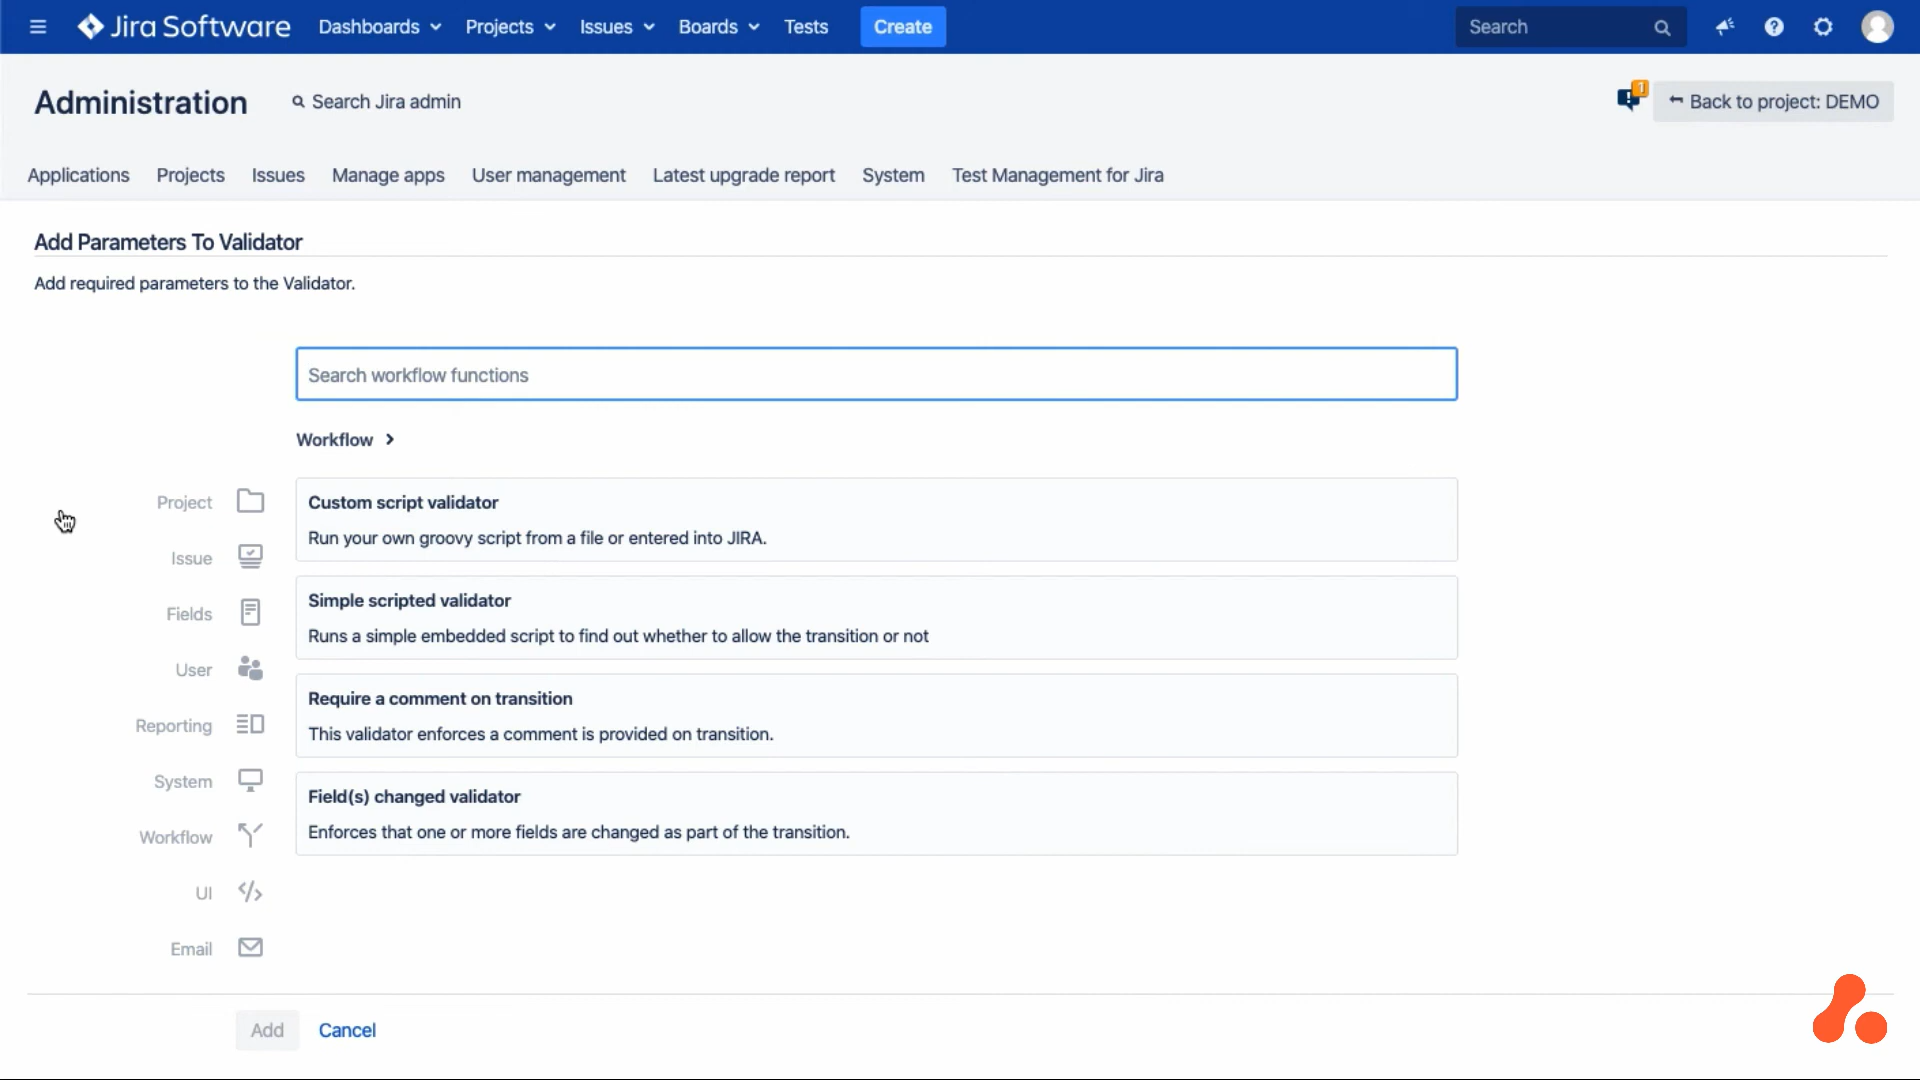 Jira Software Dashboards Projects Issues Boards Tests Create Search
Administration Search Jira admin 1 Back to project: DEMO
Applications Projects Issues Manage apps User management Latest upgrade report System Test Management for Jira
Add Parameters To Validator
Add required parameters to the Validator.
Search workflow functions
Workflow
Project
Issue
Fields
User
Reporting
System
Workflow
UI
Email
Custom script validator
Run your own groovy script from a file or entered into JIRA.
Simple scripted validator
Runs a simple embedded script to find out whether to allow the transition or not
Require a comment on transition
This validator enforces a comment is provided on transition.
Field(s) changed validator
Enforces that one or more fields are changed as part of the transition.
Add Cancel